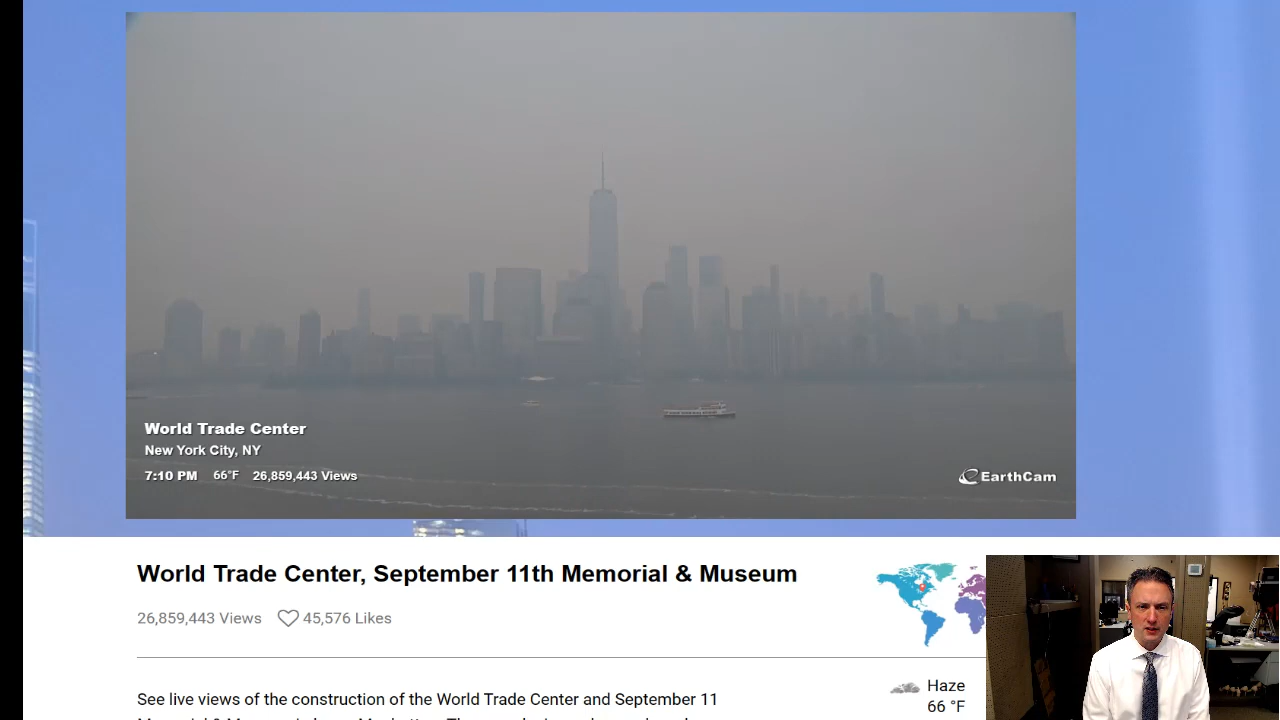 World Trade Center
New York City, NY
7:10 PM 66°F 26,859,443 Views
EarthCam
World Trade Center, September 11th Memorial & Museum
26,859,443 Views 45,576 Likes
Haze
66 °F
See live views of the construction of the World Trade Center and September 11